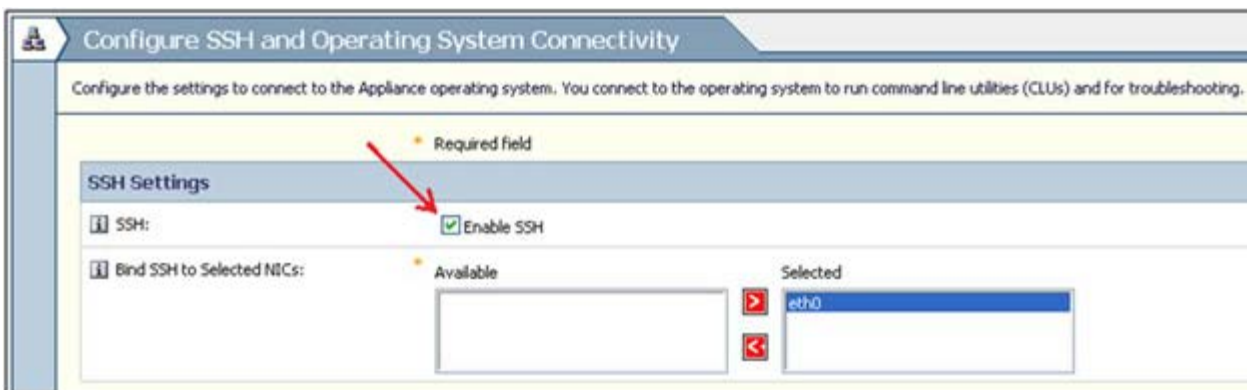 Configure SSH and Operating System Connectivity
Configure the settings to connect to the Appliance operating system. You connect to the operating system to run command line utilities (CLUs) and for troubleshooting.
* Required field
SSH Settings
SSH:
Enable SSH
Bind SSH to Selected NICs:
* Available
Selected
eth0